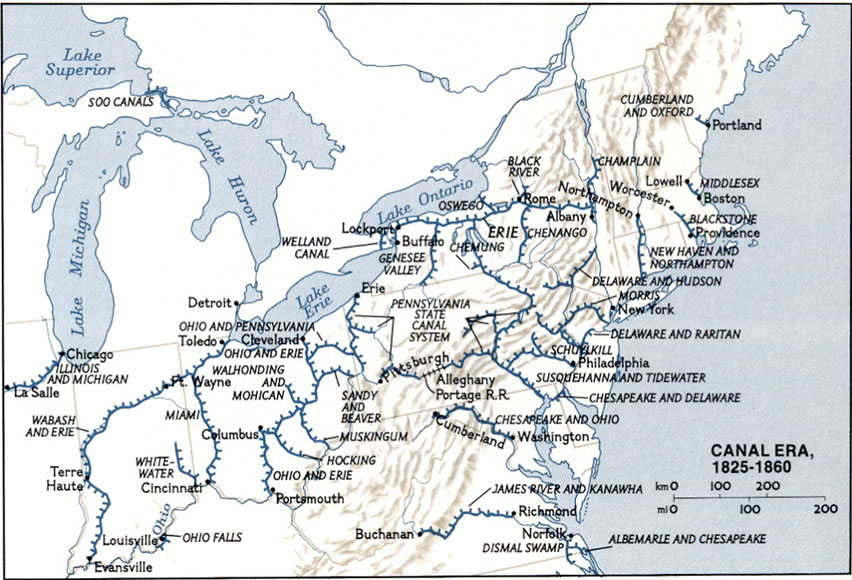 Lake
Superior
SOO CANALS
Lake Huron
Lake Michigan
CUMBERLAND
AND OXFORD
Portland
BLACK
RIVER
CHAMPLAIN
Lake Ontario
OSWEGO
Rome
Northampton
Worcester
Lowell
MIDDLESEX
Boston
Lockport
Albany
BLACKSTONE
Providence
WELLAND
CANAL
Buffalo
ERIE
CHENANGO
CHEMUNG
GENESEE
VALLEY
NEW HAVEN AND
NORTHAMPTON
Lake
Erie
Erie
DELAWARE AND HUDSON
MORRIS
New York
Detroit
PENNSYLVANIA
STATE
CANAL
SYSTEM
OHIO AND PENNSYLVANIA
Toledo
Cleveland
OHIO AND ERIE
DELAWARE AND RARITAN
SCHUYLKILL
Philadelphia
Chicago
ILLINOIS
AND MICHIGAN
La Salle
Ft. Wayne
WALHONDING
AND
MOHICAN
Pittsburgh
Alleghany
Portage R.R.
SUSQUEHANNA AND TIDEWATER
CHESAPEAKE AND DELAWARE
SANDY
AND
BEAVER
WABASH
AND ERIE
MIAMI
Columbus
MUSKINGUM
CHESAPEAKE AND OHIO
Cumberland
Washington
HOCKING
Terre
Haute
WHITE-
WATER
Cincinnati
OHIO AND ERIE
Portsmouth
CANAL ERA,
1825-1860
km 0 100 200
mi 0 100 200
JAMES RIVER AND KANAWHA
Richmond
Ohio
Louisville
OHIO FALLS
Buchanan
Norfolk
DISMAL SWAMP
ALBEMARLE AND CHESAPEAKE
Evansville